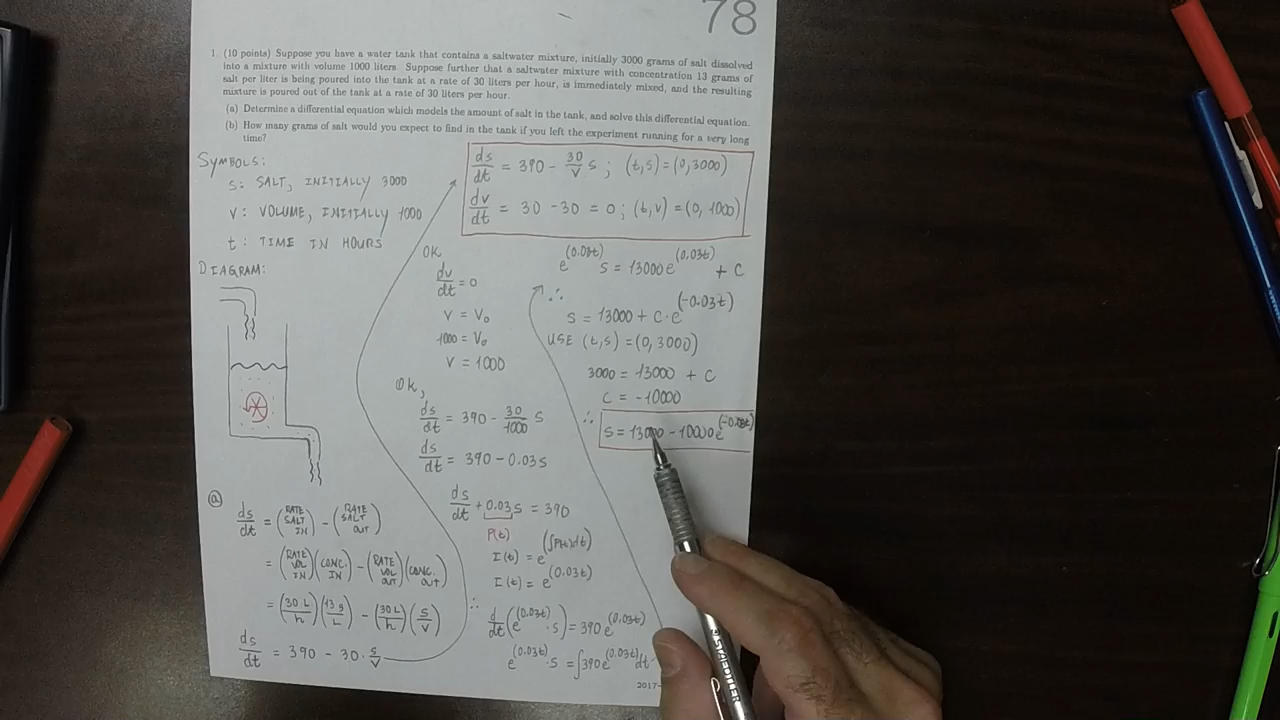 78
1. (10 points) Suppose you have a water tank that contains a saltwater mixture, initially 3000 grams of salt dissolved
into a mixture with volume 1000 liters. Suppose further that a saltwater mixture with concentration 13 grams of
salt per liter is being poured into the tank at a rate of 30 liters per hour, is immediately mixed, and the resulting
mixture is poured out of the tank at a rate of 30 liters per hour.
(a) Determine a differential equation which models the amount of salt in the tank, and solve this differential equation.
(b) How many grams of salt would you expect to find in the tank if you left the experiment running for a very long
time?
SYMBOLS:
S: SALT, INITIALLY 3000
V: VOLUME, INITIALLY 1000
t: TIME IN HOURS
DIAGRAM:
ⓐ
ds/dt = (RATE SALT IN) - (RATE SALT OUT)
= (RATE VOL IN)(CONC. IN) - (RATE VOL OUT)(CONC. OUT)
= (30 L/h)(13 g/L) - (30 L/h)(S/V)
ds/dt = 390 - 30 · S/V
ds/dt = 390 - 30/V S ; (t,s) = (0,3000)
dv/dt = 30 - 30 = 0 ; (t,v) = (0, 1000)
OK
dv/dt = 0
V = V₀
1000 = V₀
V = 1000
OK,
ds/dt = 390 - 30/1000 S
ds/dt = 390 - 0.03s
ds/dt + 0.03s = 390
P(t)
I(t) = e^(∫P(t)dt)
I(t) = e^(0.03t)
∴ d/dt(e^(0.03t) · s) = 390 e^(0.03t)
e^(0.03t) · s = ∫390e^(0.03t)dt
e^(0.03t) s = 13000e^(0.03t) + C
∴
S = 13000 + C · e^(-0.03t)
USE (t,s) = (0, 3000)
3000 = 13000 + C
C = -10000
∴ S = 13000 - 10000e^(-0.03t)
2017-